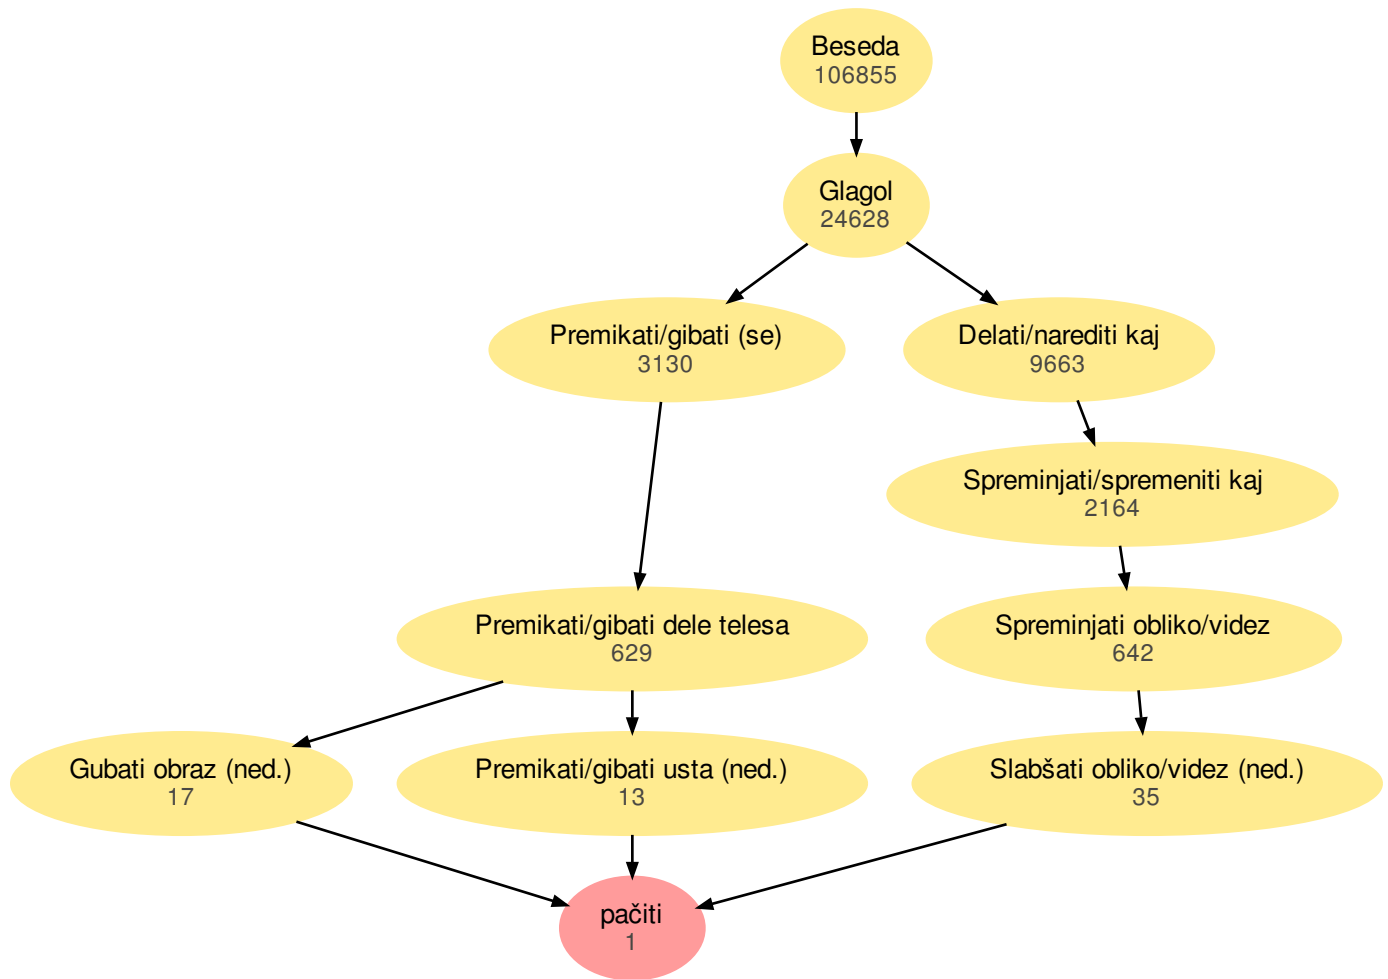 Beseda
106855
Glagol
24628
Premikati/gibati (se)
3130
Delati/narediti kaj
9663
Spreminjati/spremeniti kaj
2164
Premikati/gibati dele telesa
629
Spreminjati obliko/videz
642
Gubati obraz (ned.)
17
Premikati/gibati usta (ned.)
13
Slabšati obliko/videz (ned.)
35
pačiti
1